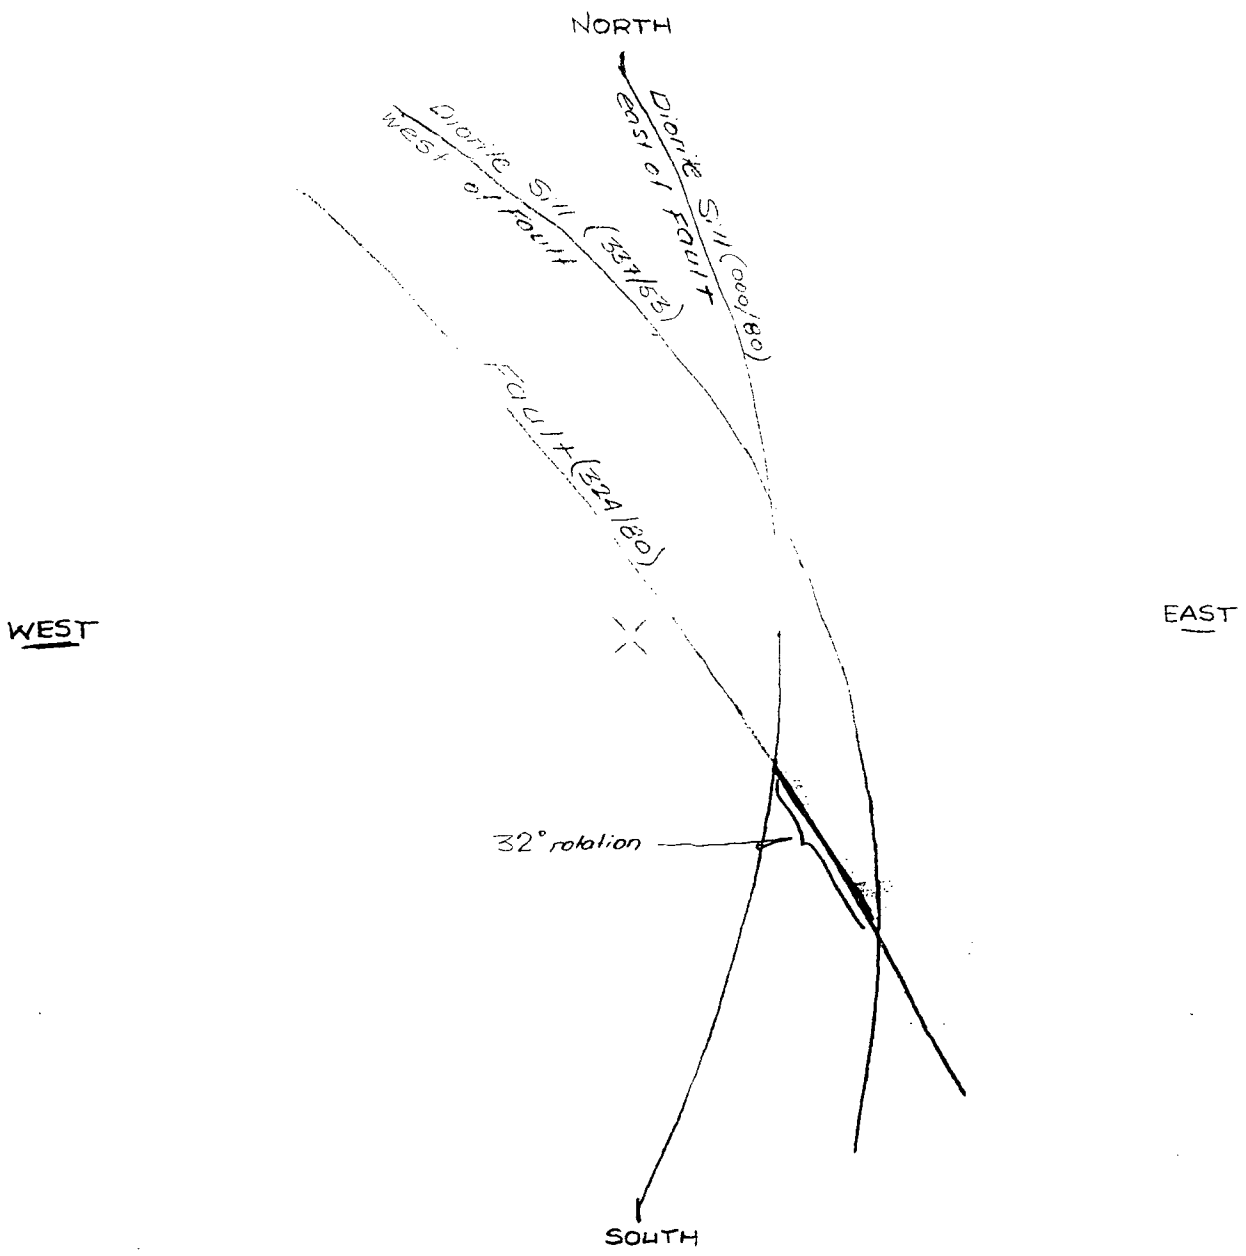 NORTH
Diorite Sill (337/53)
west of Fault
Diorite Sill (000/80)
east of Fault
Fault (324/80)
WEST
EAST
32° rotation
SOUTH